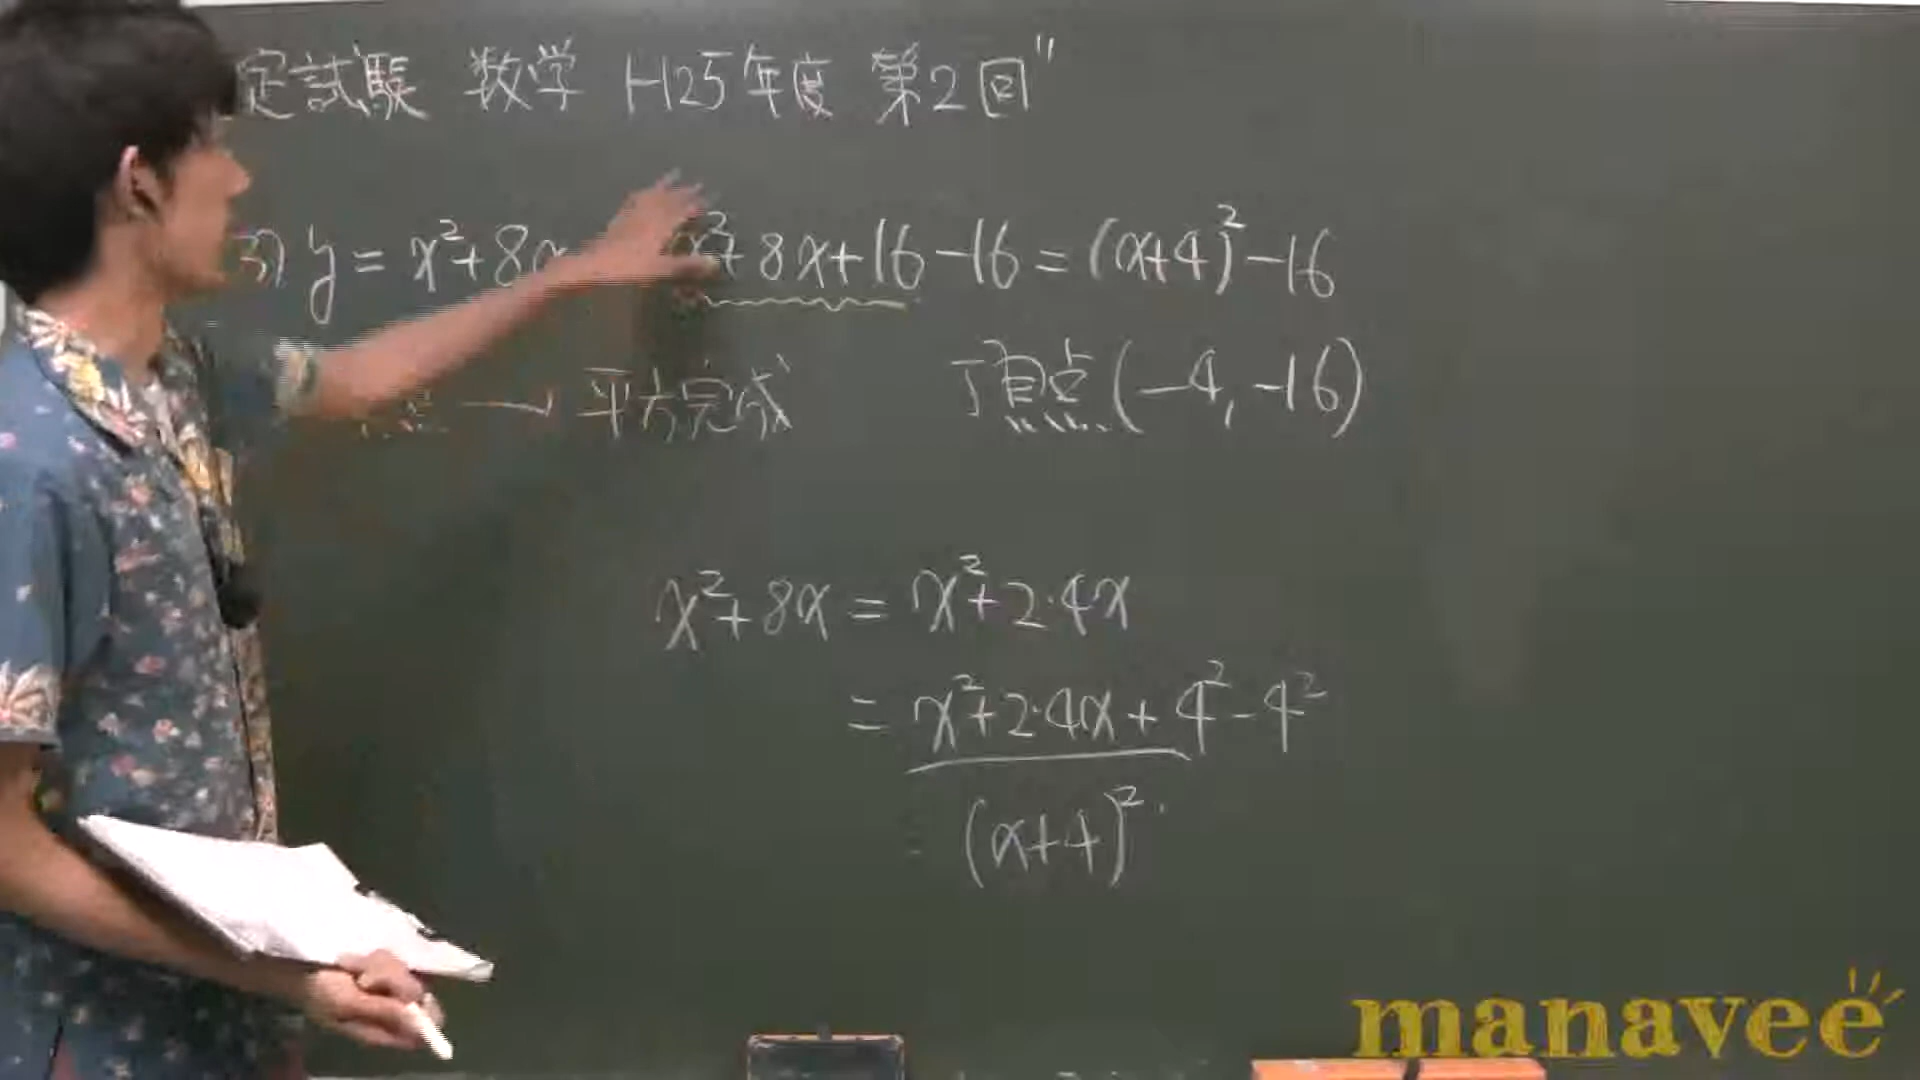 定試験 数学 H25年度 第2回"
(3) y = x²+8x x²+8x+16-16 = (x+4)²-16
→ 平方完成 頂点(-4, -16)
x²+8x = x²+2·4x
= x²+2·4x+4²-4²
(x+4)²
manavee